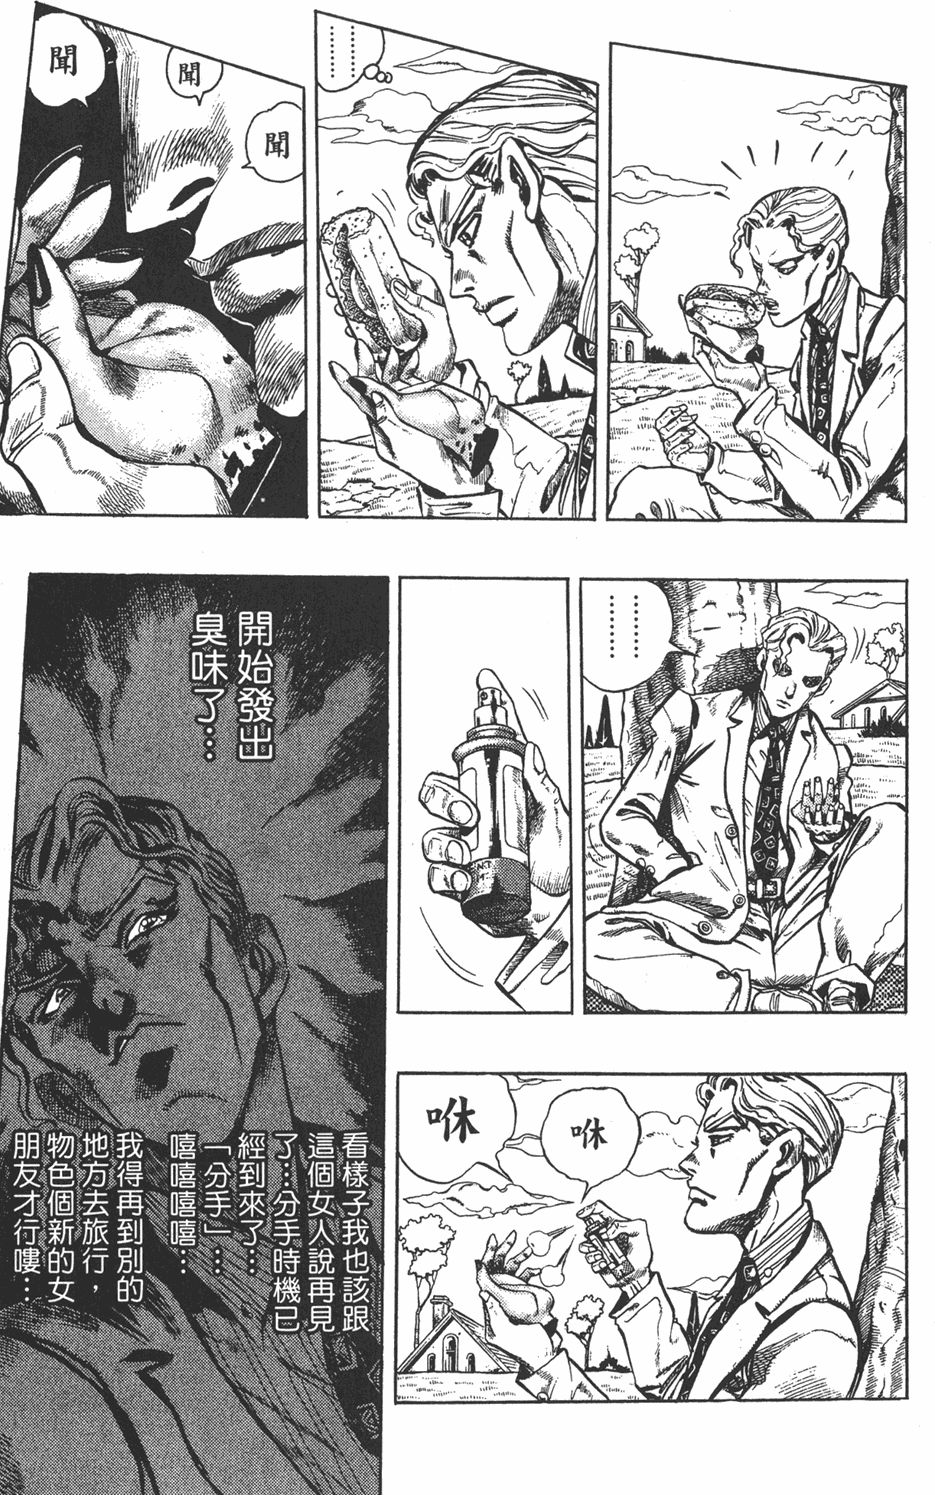 ⋯⋯
聞
聞
聞
⋯⋯
咻
咻
開始發出
臭味了⋯
看樣子我也該跟
這個女人說再見
了⋯分手時機已
經到來了⋯
「分手」⋯
嘻嘻嘻嘻⋯
我得再到別的
地方去旅行，
物色個新的女
朋友才行嘍⋯